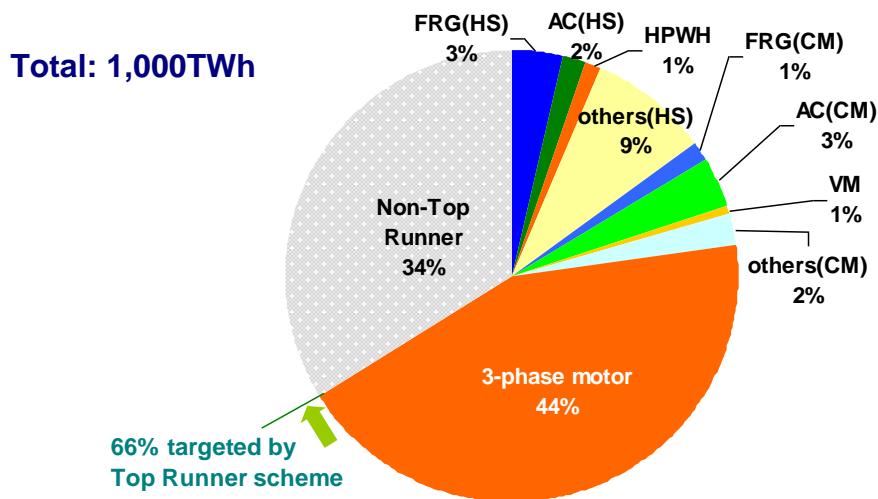 Total: 1,000TWh
FRG(HS)
3%
AC(HS)
2%
HPWH
1%
FRG(CM)
1%
AC(CM)
3%
others(HS)
9%
VM
1%
others(CM)
2%
Non-Top
Runner
34%
3-phase motor
44%
66% targeted by
Top Runner scheme